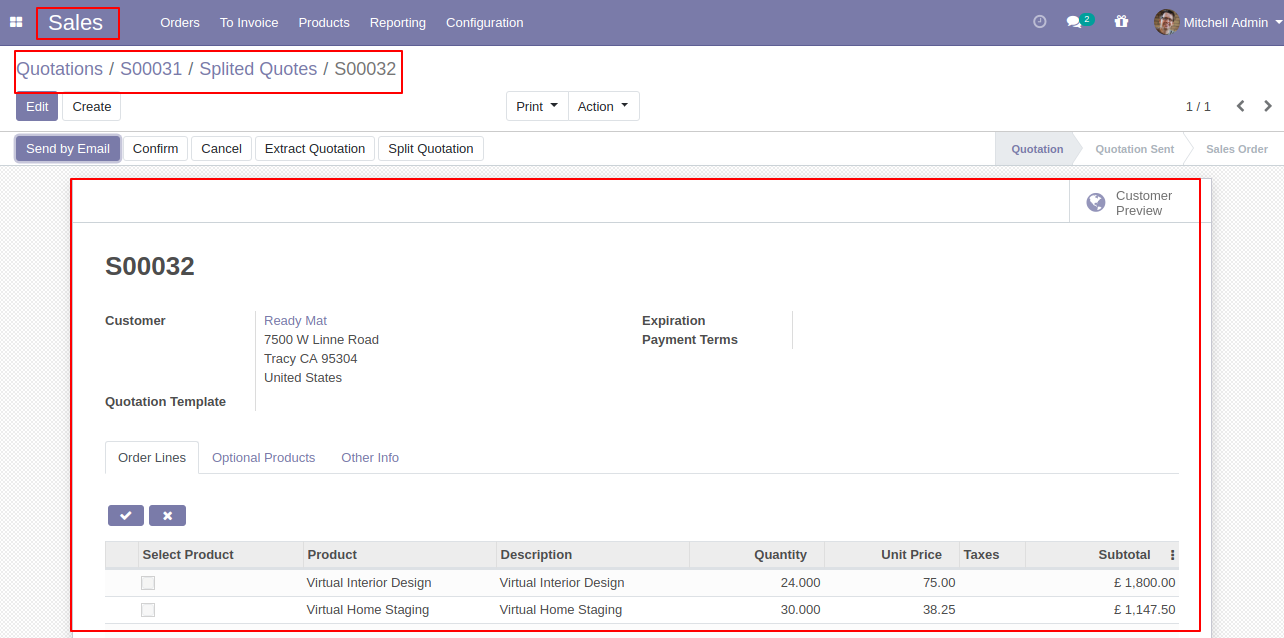 Sales Orders To Invoice Products Reporting Configuration 2 Mitchell Admin
Quotations / S00031 / Splited Quotes / S00032
Edit Create Print Action 1 / 1
Send by Email Confirm Cancel Extract Quotation Split Quotation Quotation Quotation Sent Sales Order
Customer
Preview
S00032
Customer Ready Mat Expiration
7500 W Linne Road Payment Terms
Tracy CA 95304
United States
Quotation Template
Order Lines Optional Products Other Info
Select Product Product Description Quantity Unit Price Taxes Subtotal
Virtual Interior Design Virtual Interior Design 24.000 75.00 £ 1,800.00
Virtual Home Staging Virtual Home Staging 30.000 38.25 £ 1,147.50